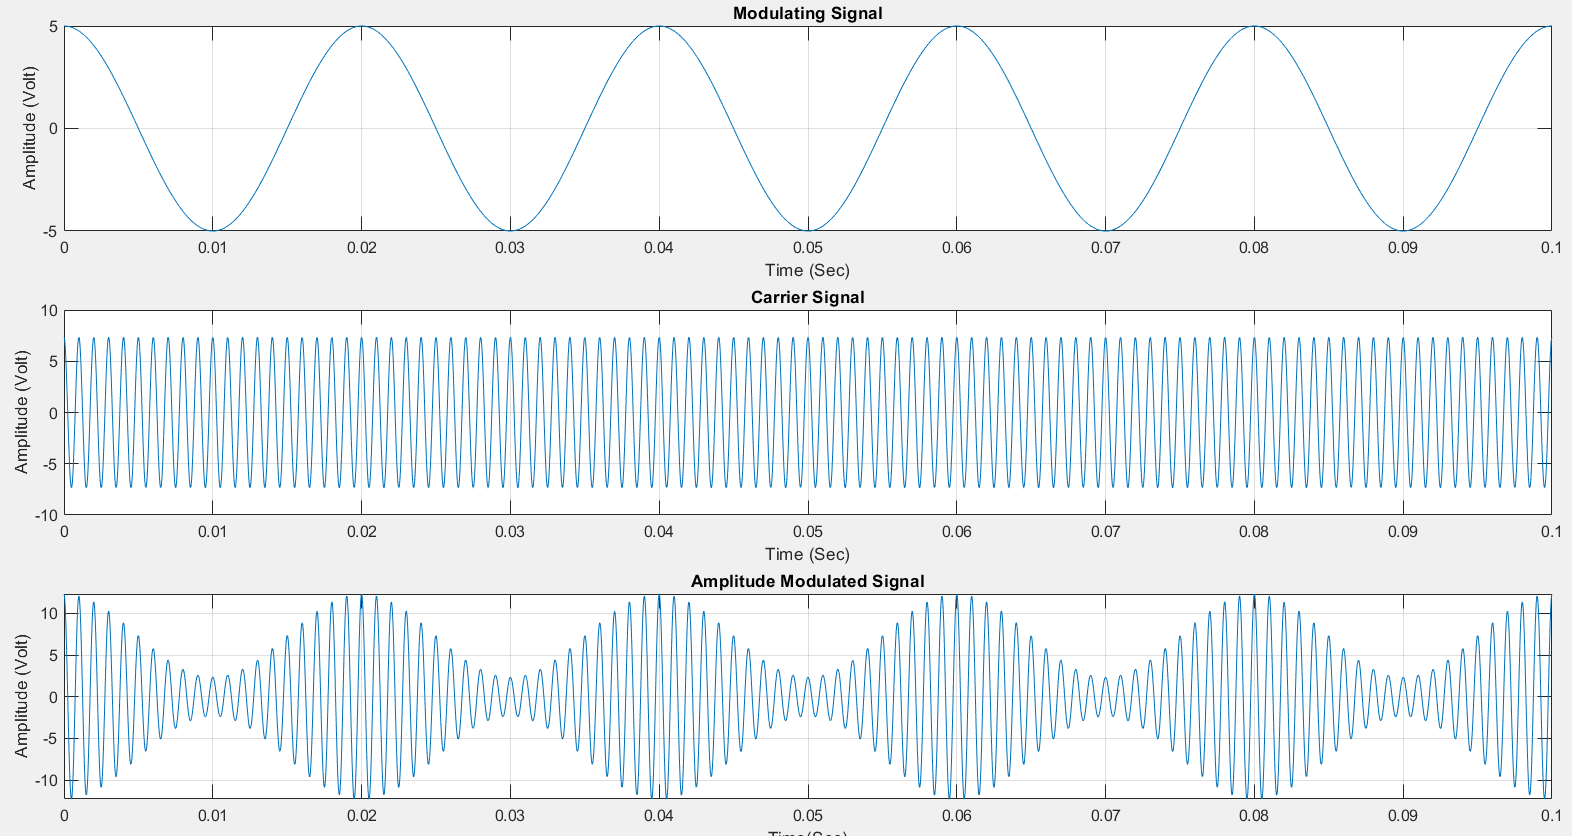 Modulating Signal
5
0
-5
Amplitude (Volt)
0 0.01 0.02 0.03 0.04 0.05 0.06 0.07 0.08 0.09 0.1
Time (Sec)
Carrier Signal
10
5
0
-5
-10
Amplitude (Volt)
0 0.01 0.02 0.03 0.04 0.05 0.06 0.07 0.08 0.09 0.1
Time (Sec)
Amplitude Modulated Signal
10
5
0
-5
-10
Amplitude (Volt)
0 0.01 0.02 0.03 0.04 0.05 0.06 0.07 0.08 0.09 0.1
Time(Sec)